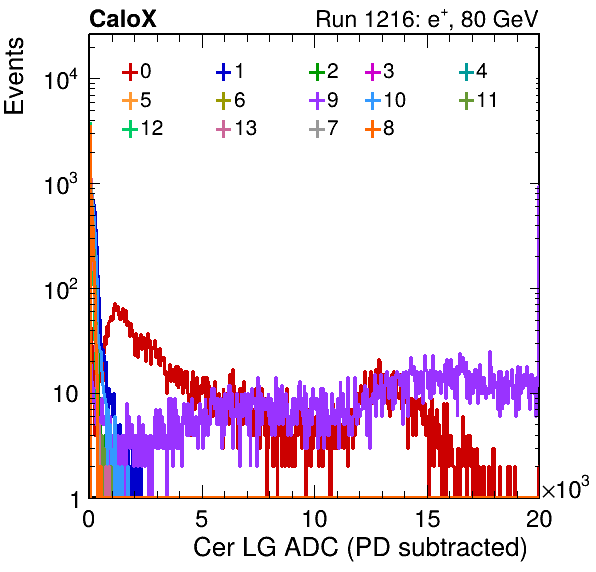 CaloX Run 1216: e⁺, 80 GeV
Events
10⁴
10³
10²
10
1
0 1 2 3 4
5 6 9 10 11
12 13 7 8
0 5 10 15 20
×10³
Cer LG ADC (PD subtracted)